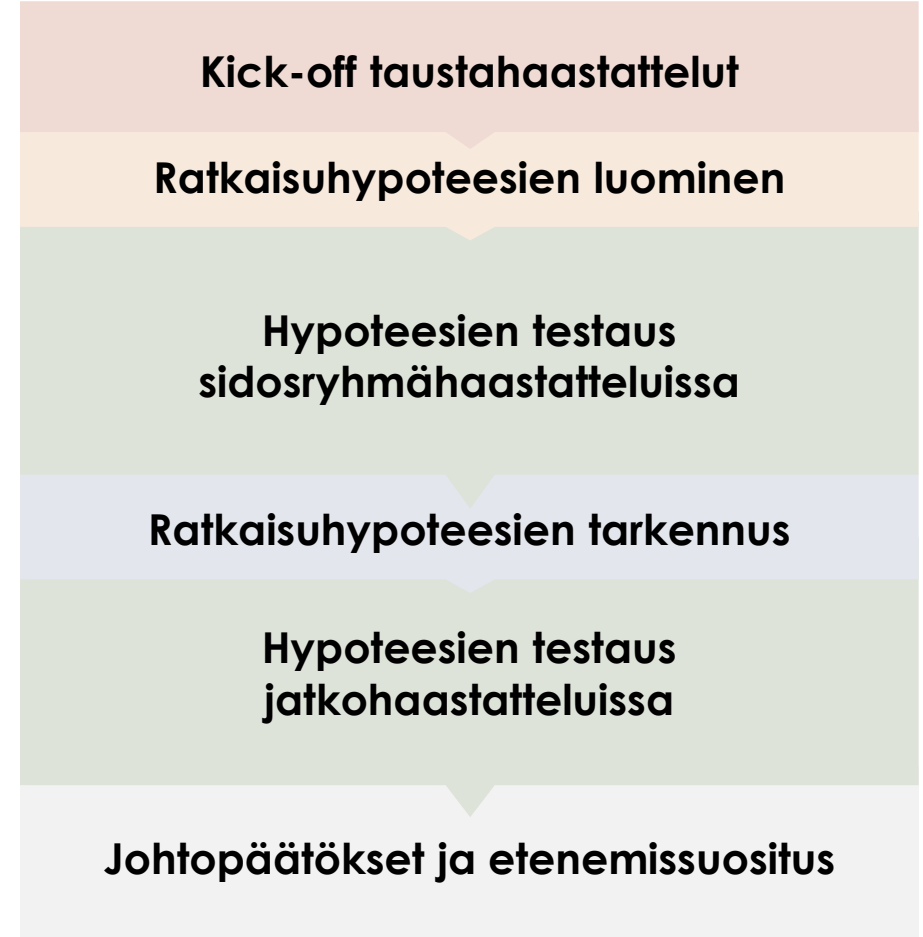 Kick-off taustahaastattelut
Ratkaisuhypoteesien luominen
Hypoteesien testaus
sidosryhmähaastatteluissa
Ratkaisuhypoteesien tarkennus
Hypoteesien testaus
jatkohaastatteluissa
Johtopäätökset ja etenemissuositus